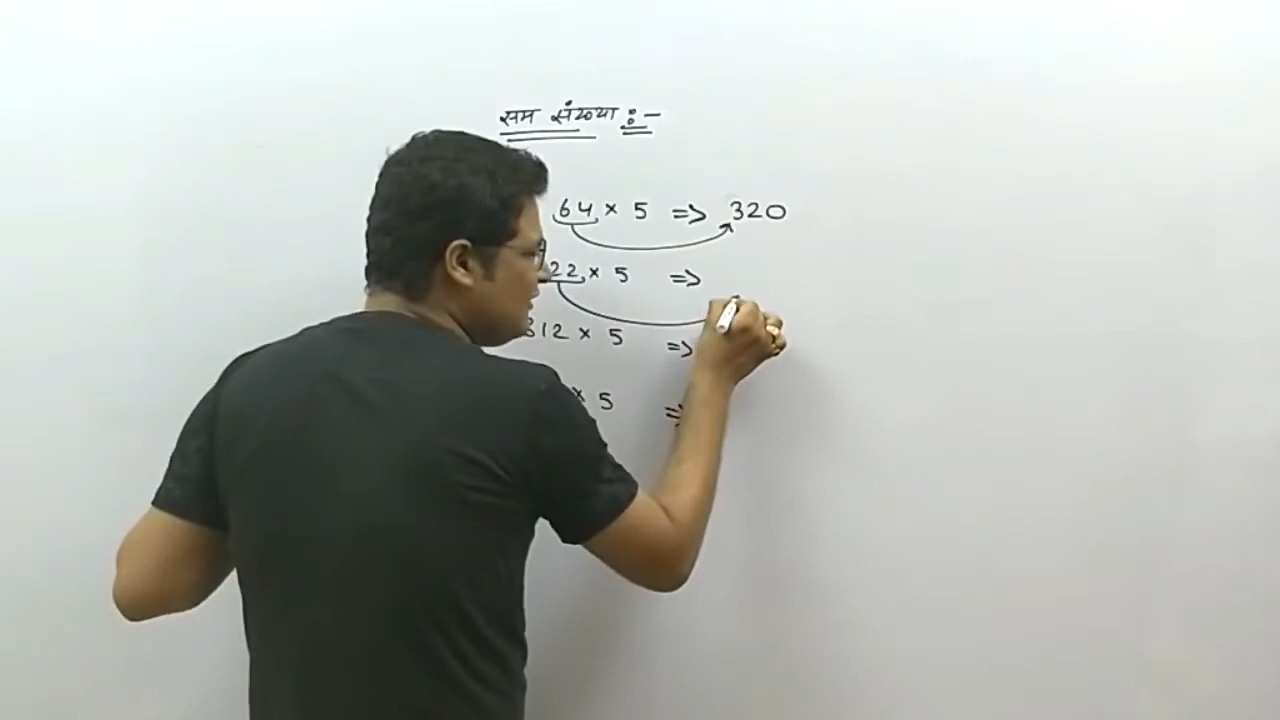 सम संख्या :-
64 × 5 => 320
22 × 5 =>
312 × 5 =>
× 5 =>